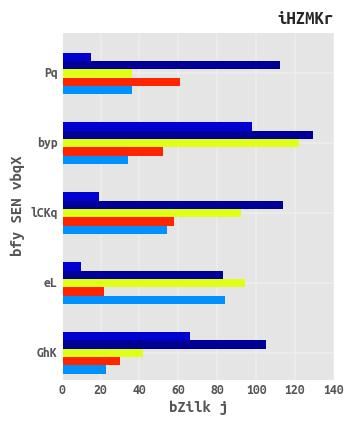 iHZMKr
Pq
byp
lCKq
eL
GhK
bfy SEN vbqX
0 20 40 60 80 100 120 140
bZilk j